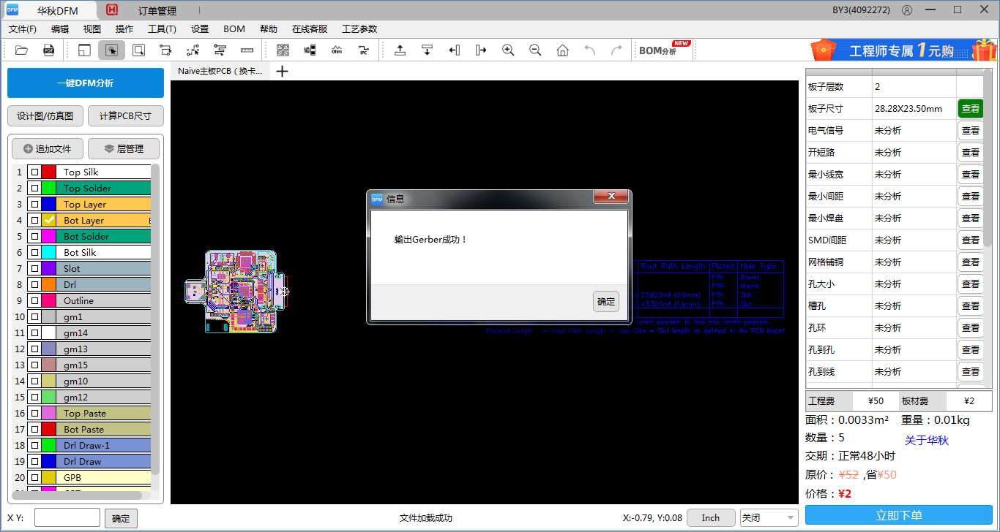 DFM 华秋DFM 订单管理 BY3(4092272)
文件(F) 编辑 视图 操作 工具(T) 设置 BOM 帮助 在线客服 工艺参数
PDF NO. Ohm IPC BOM分析 NEW 工程师专属1元购
一键DFM分析
设计图/仿真图 计算PCB尺寸
追加文件 层管理
1 Top Silk
2 Top Solder
3 Top Layer
4 Bot Layer
5 Bot Solder
6 Bot Silk
7 Slot
8 Drl
9 Outline
10 gm1
11 gm14
12 gm13
13 gm15
14 gm10
15 gm12
16 Top Paste
17 Bot Paste
18 Drl Draw-1
19 Drl Draw
20 GPB
X Y: 确定
Naive主板PCB（换卡...
DFM 信息
输出Gerber成功！
确定
Rout Path Length Plated Hole Type
PTH Round
PTH Round
PTH Slot
PTH Slot
centre position to tool end centre position.
Physical Length = Rout Path Length + Tool Size = Slot length as defined in the PCB layout
文件加载成功 X:-0.79, Y:0.08 Inch 关闭
板子层数 2
板子尺寸 28.28X23.50mm 查看
电气信号 未分析 查看
开短路 未分析 查看
最小线宽 未分析 查看
最小间距 未分析 查看
最小焊盘 未分析 查看
SMD间距 未分析 查看
网格铺铜 未分析 查看
孔大小 未分析 查看
槽孔 未分析 查看
孔环 未分析 查看
孔到孔 未分析 查看
孔到线 未分析 查看
工程费 ¥50 板材费 ¥2
面积：0.0033m² 重量：0.01kg
数量：5 关于华秋
交期：正常48小时
原价：¥52 ,省¥50
价格：¥2
立即下单